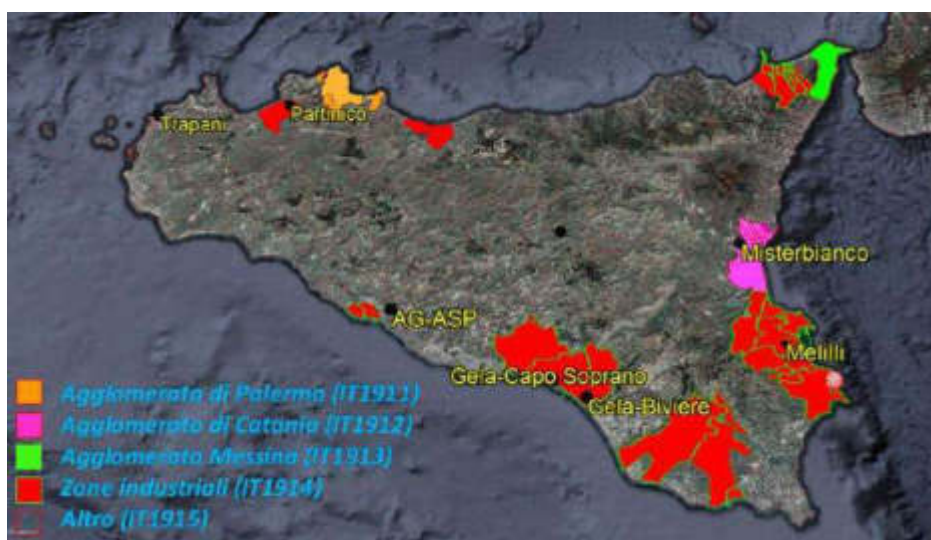 Trapani
Partinico
Misterbianco
AG-ASP
Melilli
Gela-Capo Soprano
Gela-Biviere
Agglomerato di Palermo (IT1911)
Agglomerato di Catania (IT1912)
Agglomerato Messina (IT1913)
Zone industriali (IT1914)
Altro (IT1915)